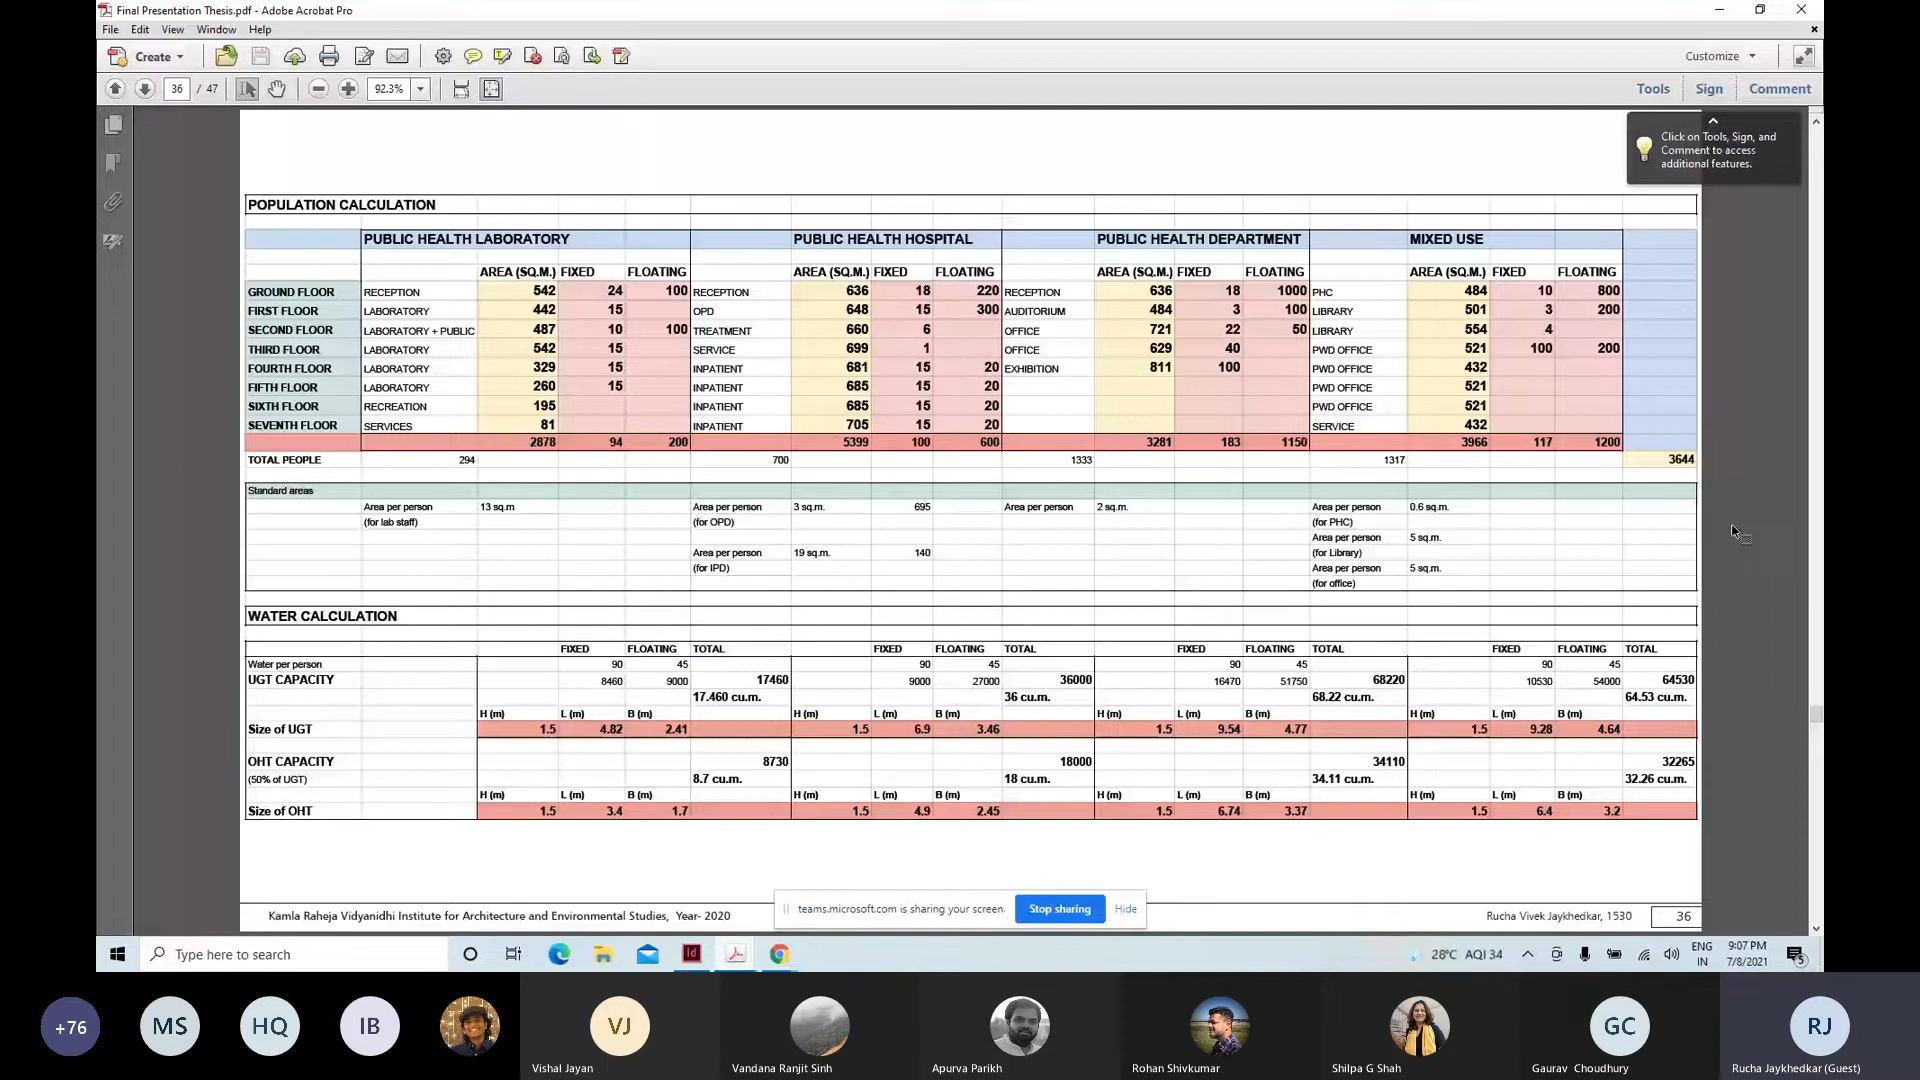 Final Presentation Thesis.pdf - Adobe Acrobat Pro
File Edit View Window Help
Create Customize
36 / 47 92.3% Tools Sign Comment
Click on Tools, Sign, and
Comment to access
additional features.
POPULATION CALCULATION
PUBLIC HEALTH LABORATORY PUBLIC HEALTH HOSPITAL PUBLIC HEALTH DEPARTMENT MIXED USE
AREA (SQ.M.) FIXED FLOATING AREA (SQ.M.) FIXED FLOATING AREA (SQ.M.) FIXED FLOATING AREA (SQ.M.) FIXED FLOATING
GROUND FLOOR RECEPTION 542 24 100 RECEPTION 636 18 220 RECEPTION 636 18 1000 PHC 484 10 800
FIRST FLOOR LABORATORY 442 15 OPD 648 15 300 AUDITORIUM 484 3 100 LIBRARY 501 3 200
SECOND FLOOR LABORATORY + PUBLIC 487 10 100 TREATMENT 660 6 OFFICE 721 22 50 LIBRARY 554 4
THIRD FLOOR LABORATORY 542 15 SERVICE 699 1 OFFICE 629 40 PWD OFFICE 521 100 200
FOURTH FLOOR LABORATORY 329 15 INPATIENT 681 15 20 EXHIBITION 811 100 PWD OFFICE 432
FIFTH FLOOR LABORATORY 260 15 INPATIENT 685 15 20 PWD OFFICE 521
SIXTH FLOOR RECREATION 195 INPATIENT 685 15 20 PWD OFFICE 521
SEVENTH FLOOR SERVICES 81 INPATIENT 705 15 20 SERVICE 432
2878 94 200 5399 100 600 3281 183 1150 3966 117 1200
TOTAL PEOPLE 294 700 1333 1317 3644
Standard areas
Area per person 13 sq.m Area per person 3 sq.m. 695 Area per person 2 sq.m. Area per person 0.6 sq.m.
(for lab staff) (for OPD) (for PHC)
Area per person 5 sq.m.
Area per person 19 sq.m. 140 (for Library)
(for IPD) Area per person 5 sq.m.
(for office)
WATER CALCULATION
FIXED FLOATING TOTAL FIXED FLOATING TOTAL FIXED FLOATING TOTAL FIXED FLOATING TOTAL
Water per person 90 45 90 45 90 45 90 45
UGT CAPACITY 8460 9000 17460 9000 27000 36000 16470 51750 68220 10530 54000 64530
17.460 cu.m. 36 cu.m. 68.22 cu.m. 64.53 cu.m.
H (m) L (m) B (m) H (m) L (m) B (m) H (m) L (m) B (m) H (m) L (m) B (m)
Size of UGT 1.5 4.82 2.41 1.5 6.9 3.46 1.5 9.54 4.77 1.5 9.28 4.64
OHT CAPACITY 8730 18000 34110 32265
(50% of UGT) 8.7 cu.m. 18 cu.m. 34.11 cu.m. 32.26 cu.m.
H (m) L (m) B (m) H (m) L (m) B (m) H (m) L (m) B (m) H (m) L (m) B (m)
Size of OHT 1.5 3.4 1.7 1.5 4.9 2.45 1.5 6.74 3.37 1.5 6.4 3.2
Kamla Raheja Vidyanidhi Institute for Architecture and Environmental Studies, Year- 2020
teams.microsoft.com is sharing your screen. Stop sharing Hide
Rucha Vivek Jaykhedkar, 1530 36
Type here to search
Id
28°C AQI 34
ENG
IN
9:07 PM
7/8/2021
5
+76 MS HQ IB VJ GC RJ
Vishal Jayan Vandana Ranjit Sinh Apurva Parikh Rohan Shivkumar Shilpa G Shah Gaurav Choudhury Rucha Jaykhedkar (Guest)